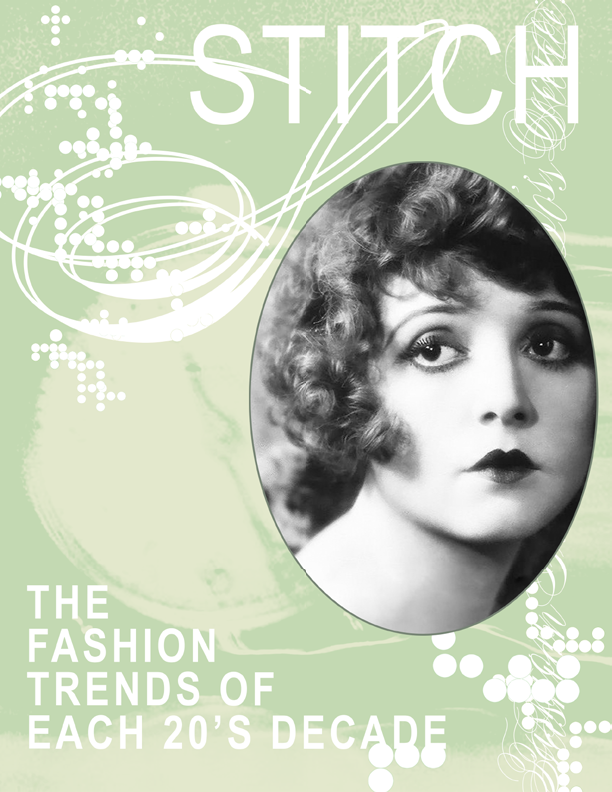 STITCH
THE
FASHION
TRENDS OF
EACH 20'S DECADE